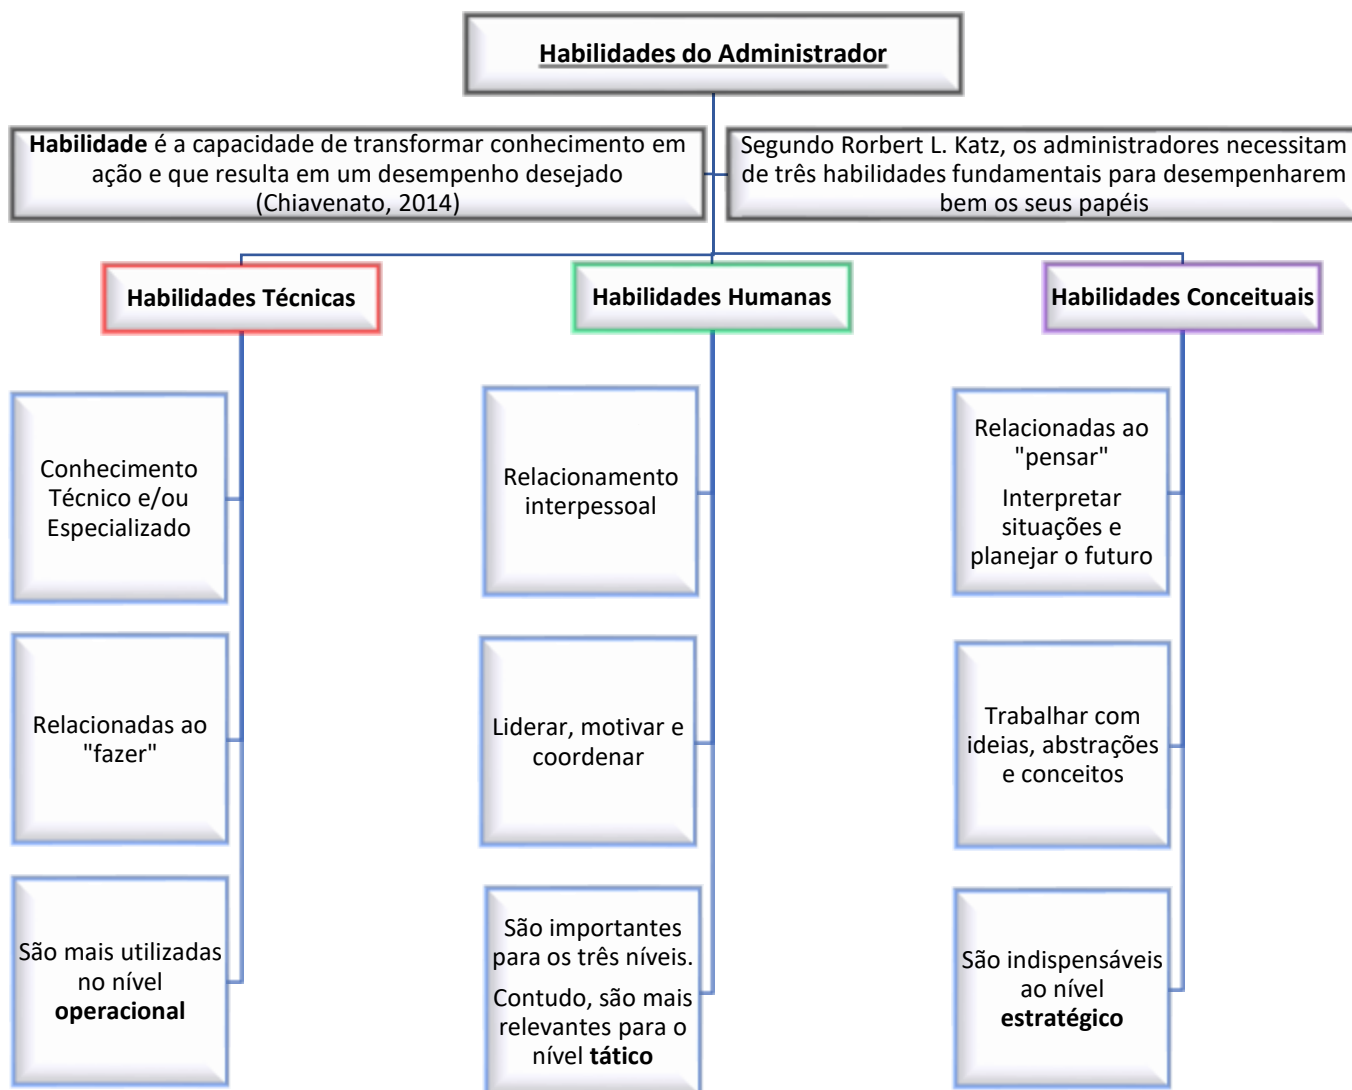 Habilidades do Administrador
Habilidade é a capacidade de transformar conhecimento em
ação e que resulta em um desempenho desejado
(Chiavenato, 2014)
Segundo Rorbert L. Katz, os administradores necessitam
de três habilidades fundamentais para desempenharem
bem os seus papéis
Habilidades Técnicas
Conhecimento
Técnico e/ou
Especializado
Relacionadas ao
"fazer"
São mais utilizadas
no nível
operacional
Habilidades Humanas
Relacionamento
interpessoal
Liderar, motivar e
coordenar
São importantes
para os três níveis.
Contudo, são mais
relevantes para o
nível tático
Habilidades Conceituais
Relacionadas ao
"pensar"
Interpretar
situações e
planejar o futuro
Trabalhar com
ideias, abstrações
e conceitos
São indispensáveis
ao nível
estratégico